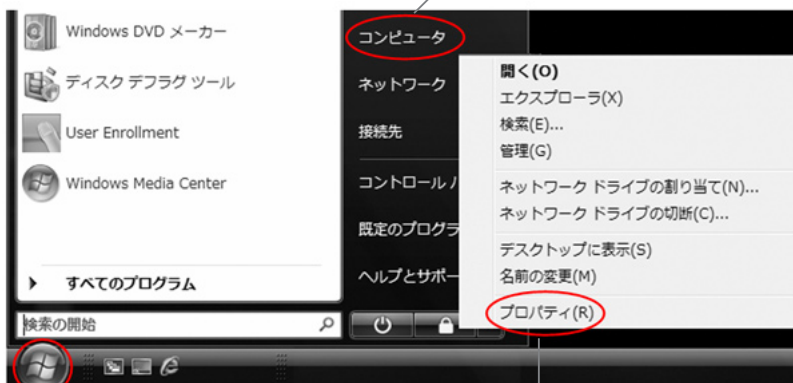 Windows DVD メーカー
ディスク デフラグ ツール
User Enrollment
Windows Media Center
すべてのプログラム
検索の開始
コンピュータ
ネットワーク
接続先
コントロール
既定のプログラ
ヘルプとサポー
開く(O)
エクスプローラ(X)
検索(E)...
管理(G)
ネットワーク ドライブの割り当て(N)...
ネットワーク ドライブの切断(C)...
デスクトップに表示(S)
名前の変更(M)
プロパティ(R)